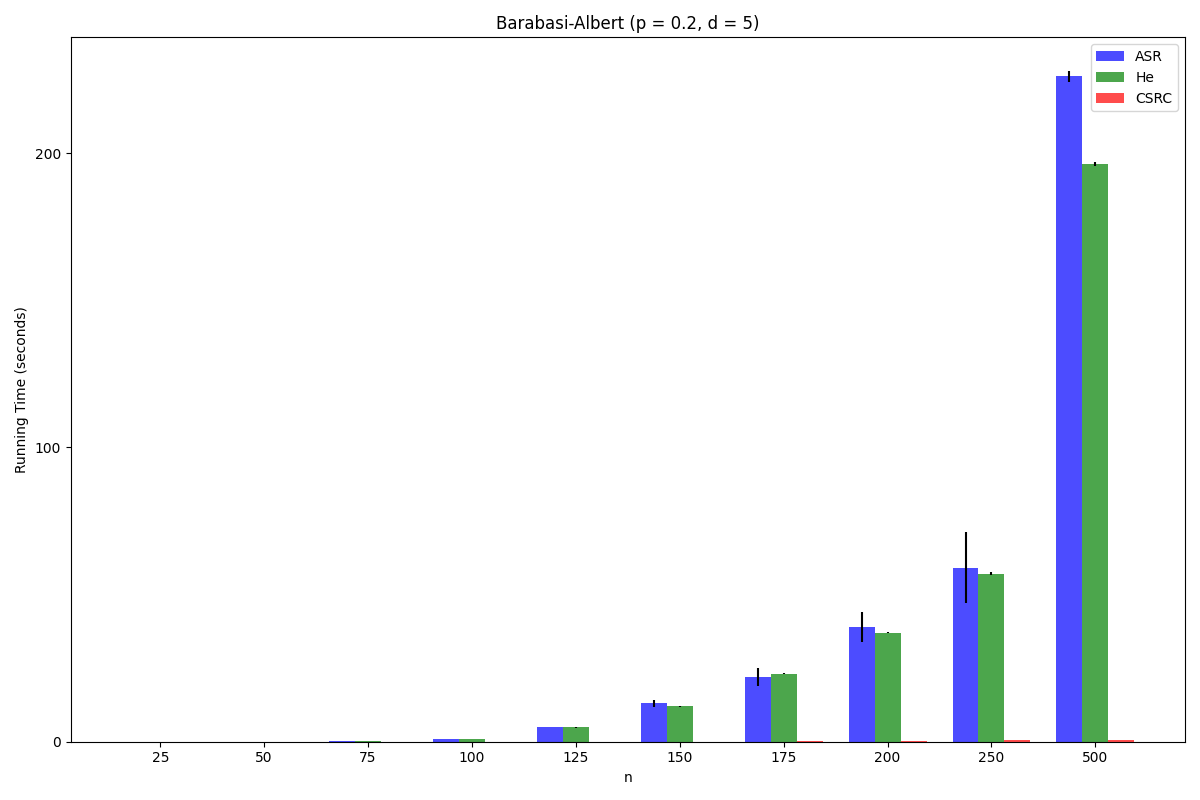 Barabasi-Albert (p = 0.2, d = 5)
ASR
He
CSRC
Running Time (seconds)
200
100
0
25 50 75 100 125 150 175 200 250 500
n